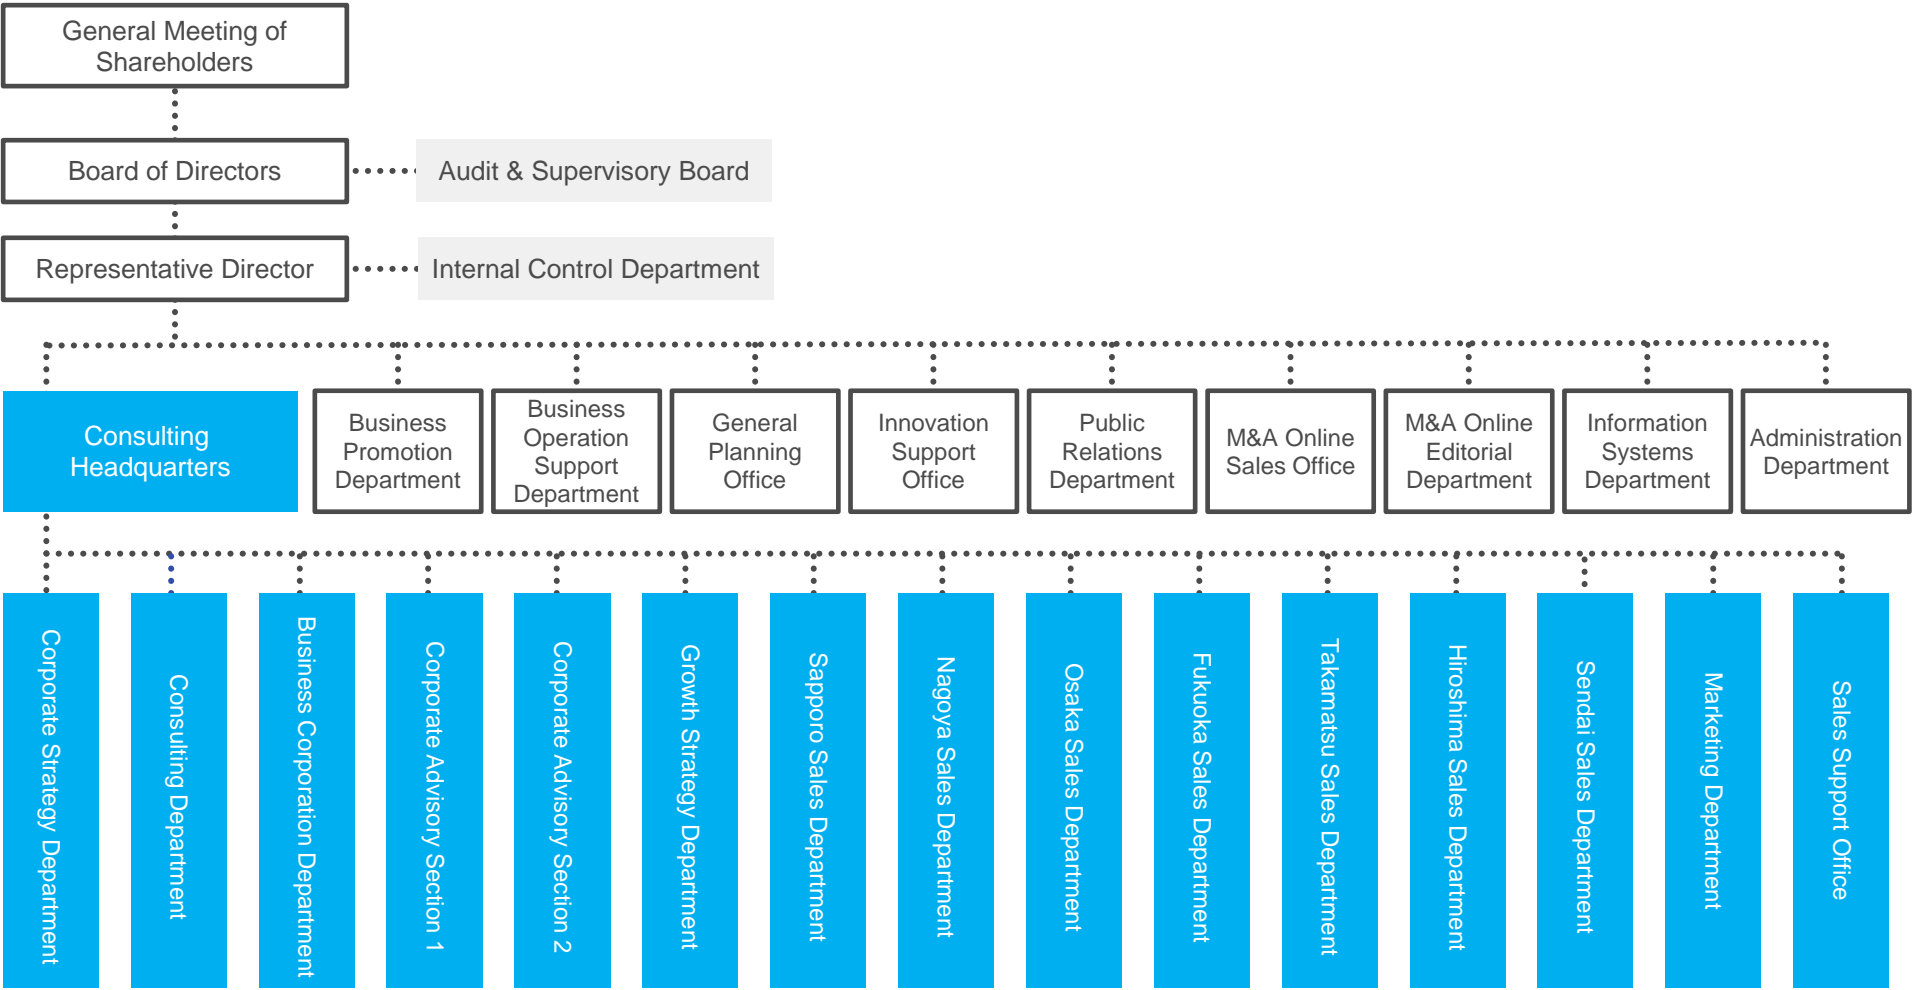 General Meeting of
Shareholders
Board of Directors
Audit & Supervisory Board
Representative Director
Internal Control Department
Consulting
Headquarters
Business
Promotion
Department
Business
Operation
Support
Department
General
Planning
Office
Innovation
Support
Office
Public
Relations
Department
M&A Online
Sales Office
M&A Online
Editorial
Department
Information
Systems
Department
Administration
Department
Corporate Strategy Department
Consulting Department
Business Corporation Department
Corporate Advisory Section 1
Corporate Advisory Section 2
Growth Strategy Department
Sapporo Sales Department
Nagoya Sales Department
Osaka Sales Department
Fukuoka Sales Department
Takamatsu Sales Department
Hiroshima Sales Department
Sendai Sales Department
Marketing Department
Sales Support Office